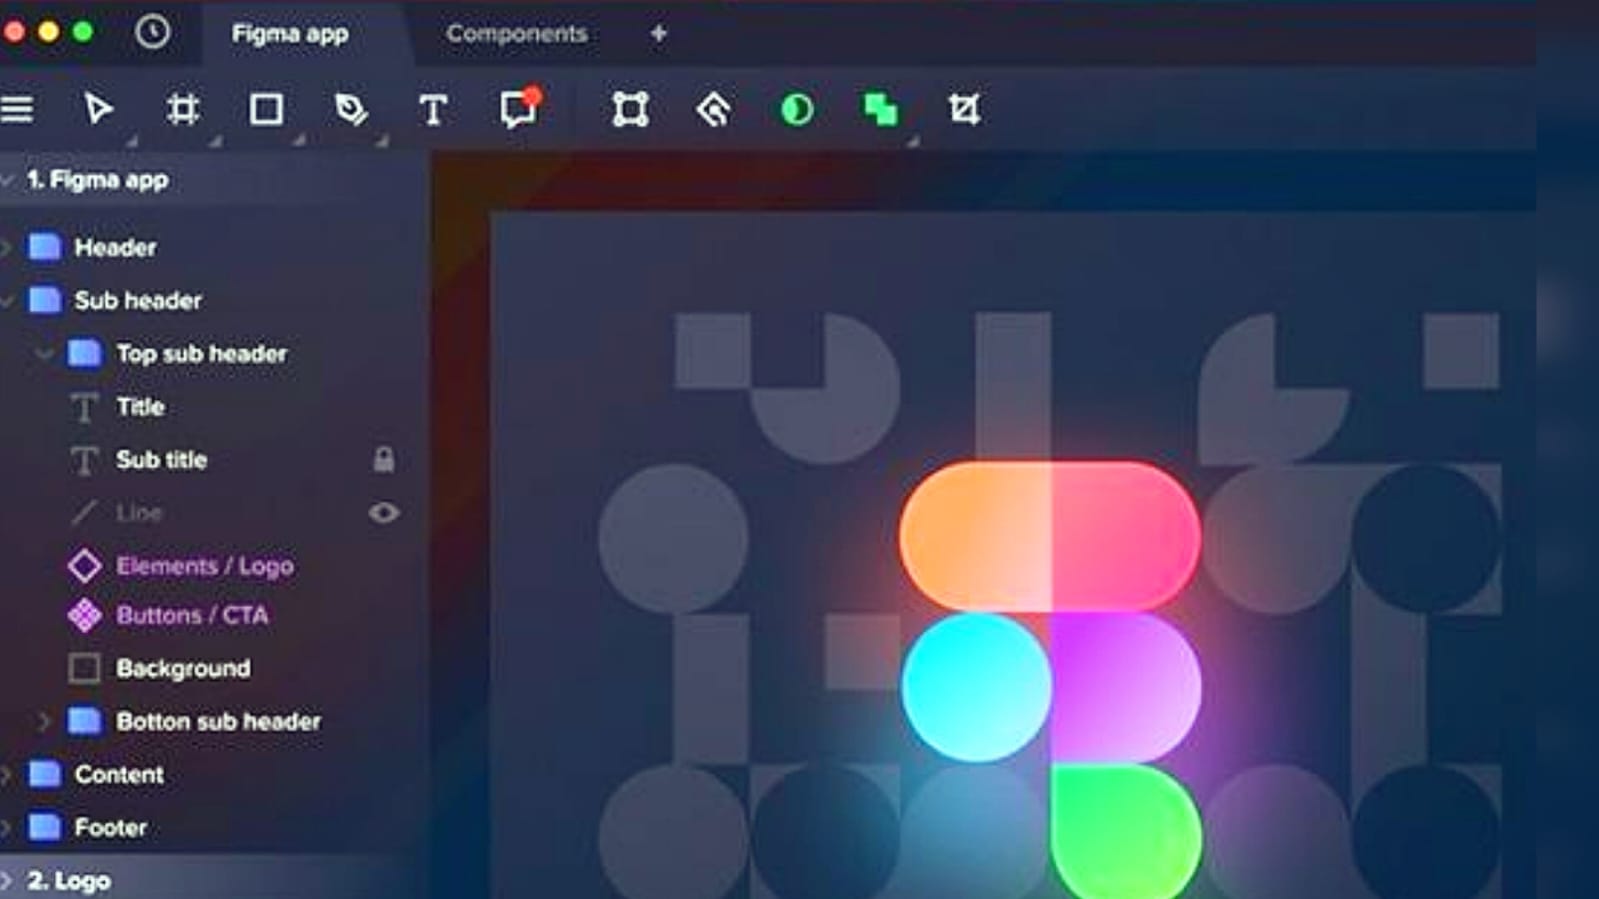 Figma app
Components
1. Figma app
Header
Sub header
Top sub header
Title
Sub title
Line
Elements / Logo
Buttons / CTA
Background
Botton sub header
Content
Footer
2. Logo